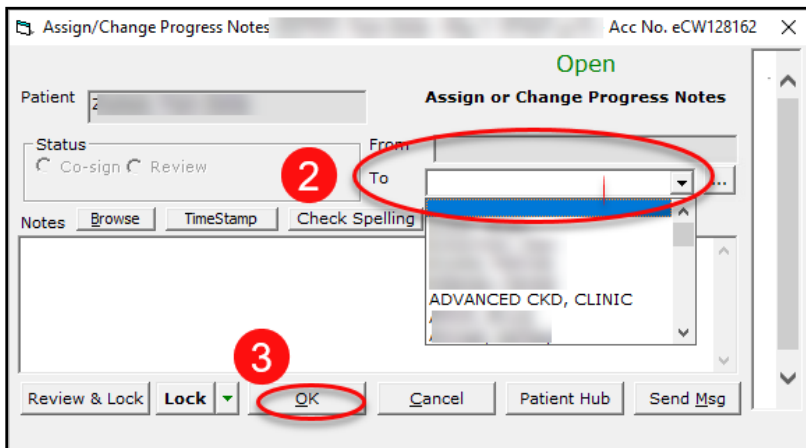 Assign/Change Progress Notes Acc No. eCW128162
Open
Patient
Assign or Change Progress Notes
Status
Co-sign Review
From
2
To
...
Notes Browse TimeStamp Check Spelling
ADVANCED CKD, CLINIC
3
Review & Lock Lock OK Cancel Patient Hub Send Msg